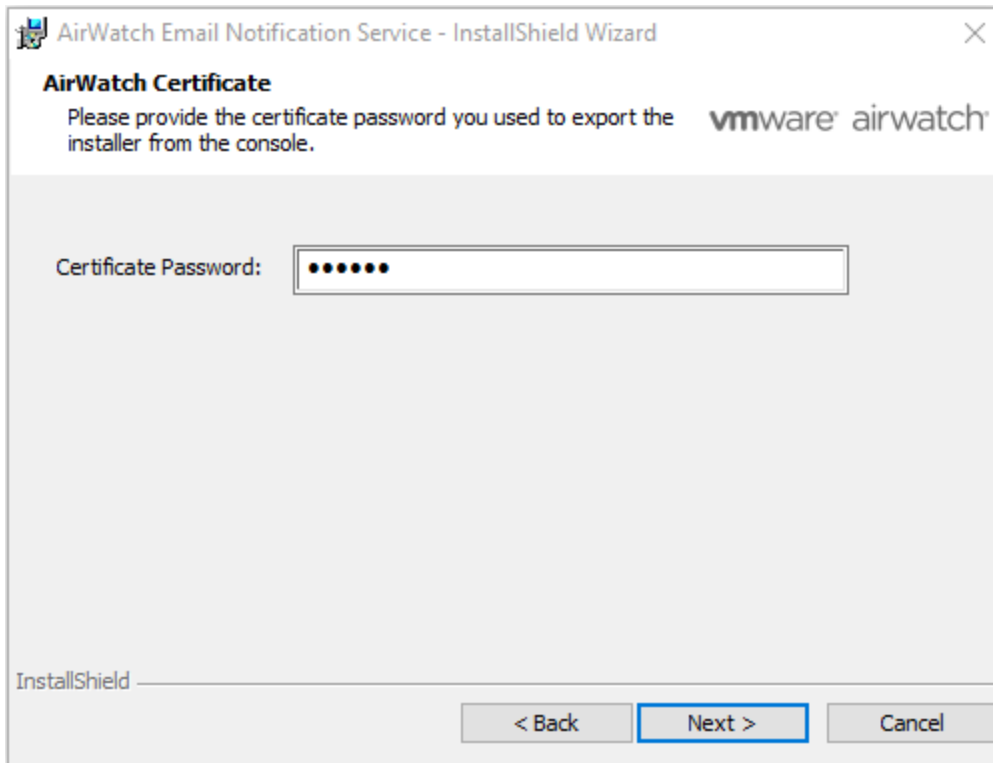 AirWatch Email Notification Service - InstallShield Wizard
AirWatch Certificate
Please provide the certificate password you used to export the
installer from the console.
vmware airwatch
Certificate Password:
••••••
InstallShield
< Back
Next >
Cancel